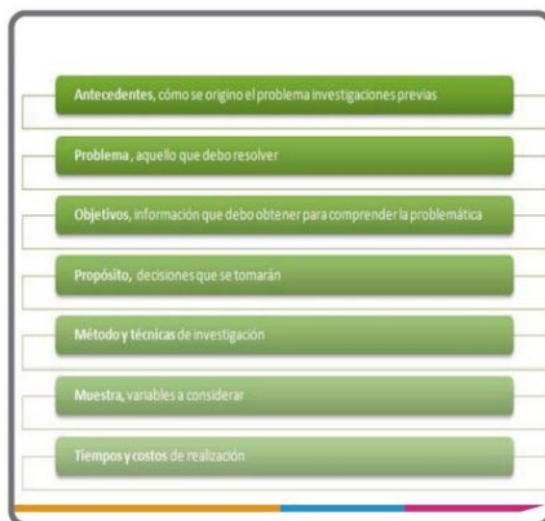 Antecedentes, cómo se origino el problema investigaciones previas
Problema , aquello que debo resolver
Objetivos, información que debo obtener para comprender la problemática
Propósito, decisiones que se tomarán
Método y técnicas de investigación
Muestra, variables a considerar
Tiempos y costos de realización